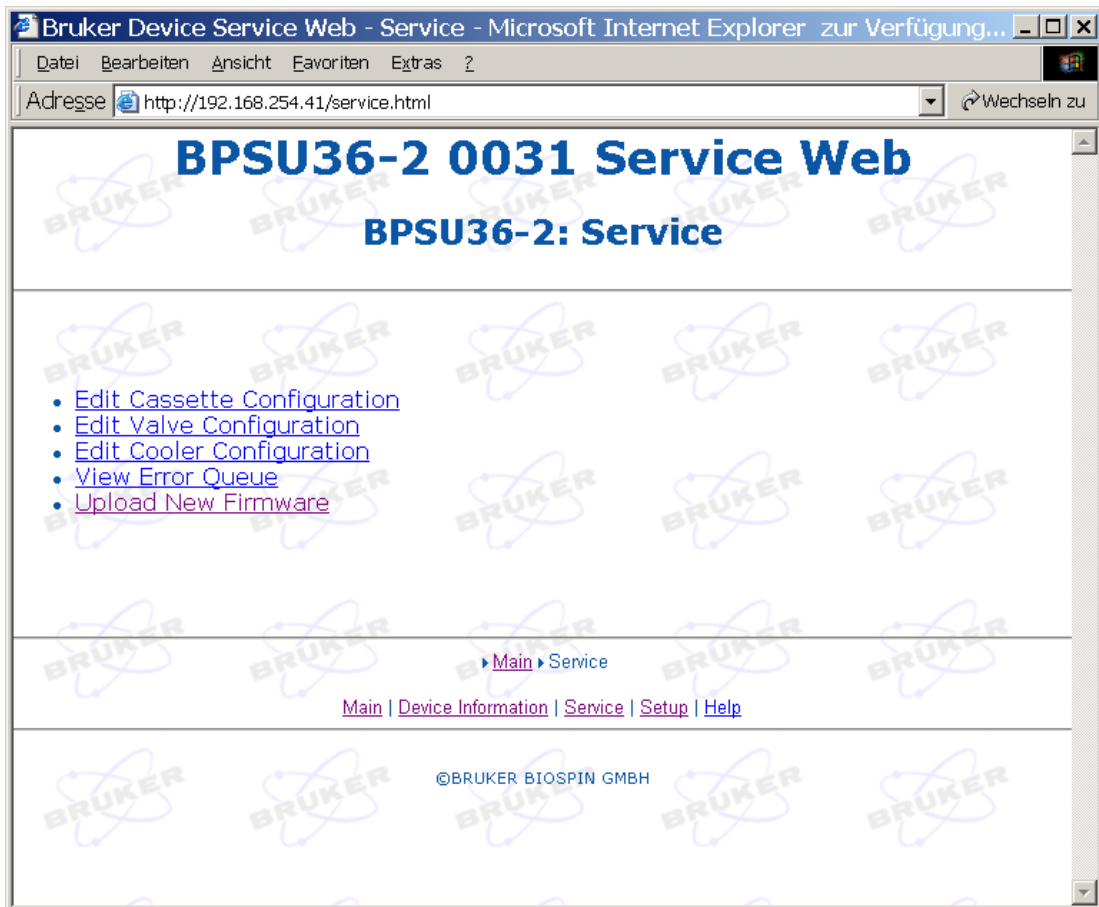 Bruker Device Service Web - Service - Microsoft Internet Explorer zur Verfügung...
Datei Bearbeiten Ansicht Favoriten Extras ?
Adresse http://192.168.254.41/service.html Wechseln zu
BPSU36-2 0031 Service Web
BPSU36-2: Service
Edit Cassette Configuration
Edit Valve Configuration
Edit Cooler Configuration
View Error Queue
Upload New Firmware
Main Service
Main | Device Information | Service | Setup | Help
©BRUKER BIOSPIN GMBH
BRUKER